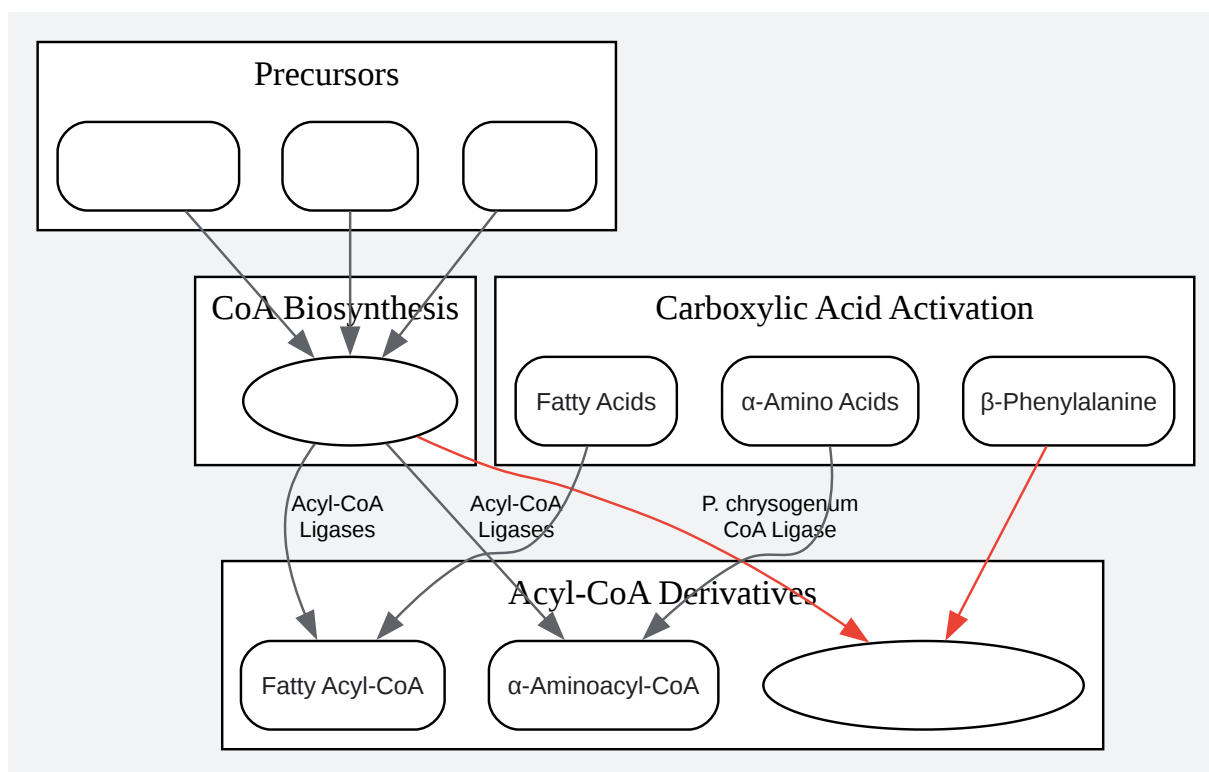 Precursors
CoA Biosynthesis
Carboxylic Acid Activation
Fatty Acids
α-Amino Acids
β-Phenylalanine
Acyl-CoA
Ligases
Acyl-CoA
Ligases
P. chrysogenum
CoA Ligase
Acyl-CoA Derivatives
Fatty Acyl-CoA
α-Aminoacyl-CoA